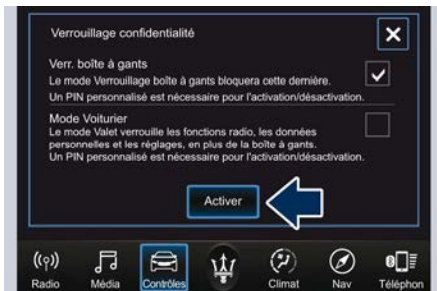 Verrouillage confidentialité
Verr. boîte à gants
Le mode Verrouillage boîte à gants bloquera cette dernière.
Un PIN personnalisé est nécessaire pour l'activation/désactivation.
Mode Voiturier
Le mode Valet verrouille les fonctions radio, les données
personnelles et les réglages, en plus de la boîte à gants.
Un PIN personnalisé est nécessaire pour l'activation/désactivation.
Activer
Radio Média Contrôles Climat Nav Téléphon